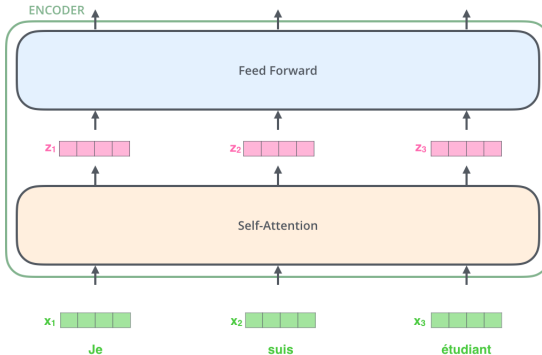 ENCODER
Feed Forward
z₁ z₂ z₃
Self-Attention
x₁ x₂ x₃
Je suis étudiant